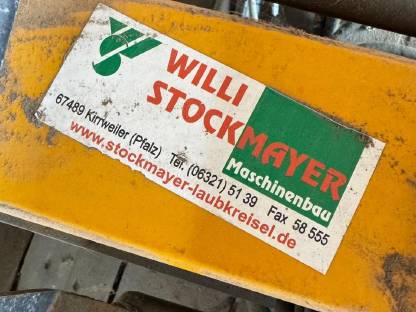 WILLI
STOCKMAYER
Maschinenbau
67489 Kirrweiler (Pfalz) Tel. (06321) 51 39 Fax 58 555
www.stockmayer-laubkreisel.de